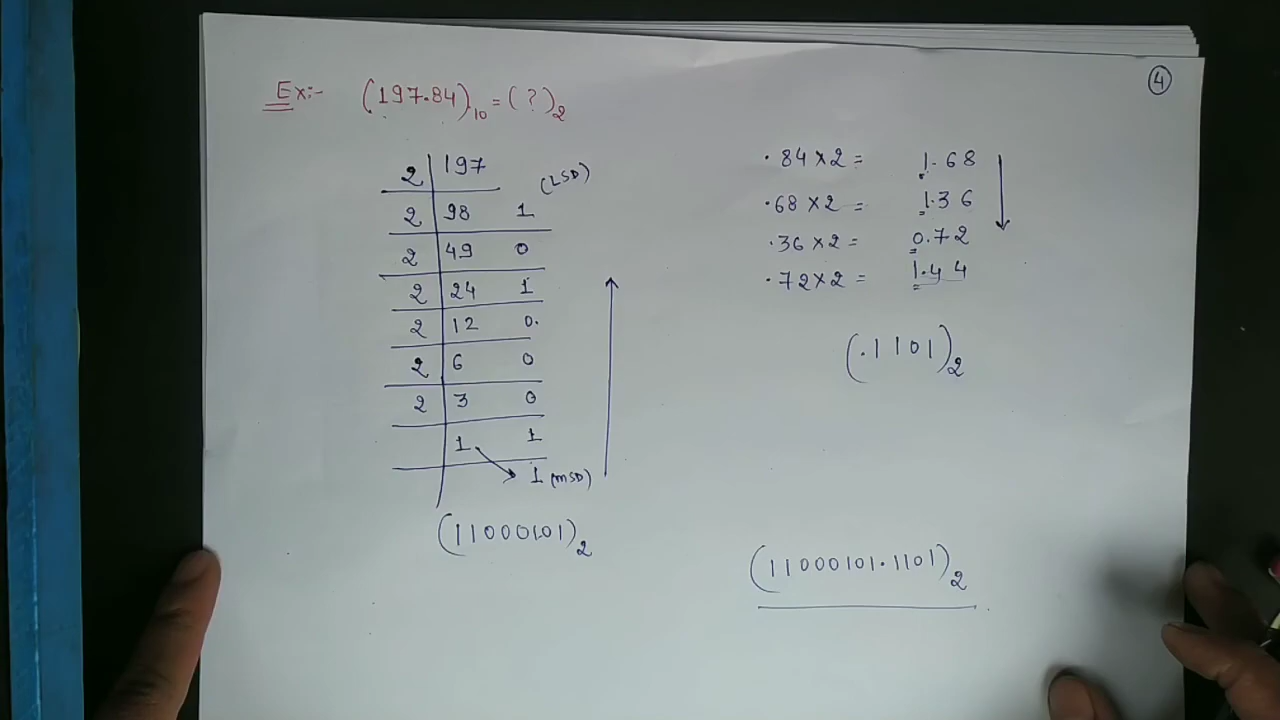 4
Ex:- (197.84)10 = (?)2
2 197
2 98 1 (LSD)
2 49 0
2 24 1
2 12 0.
2 6 0
2 3 0
1 1
1 (MSD)
(11000101)2
.84×2= 1.68
.68×2= 1.36
.36×2= 0.72
.72×2= 1.44
(.1101)2
(11000101.1101)2